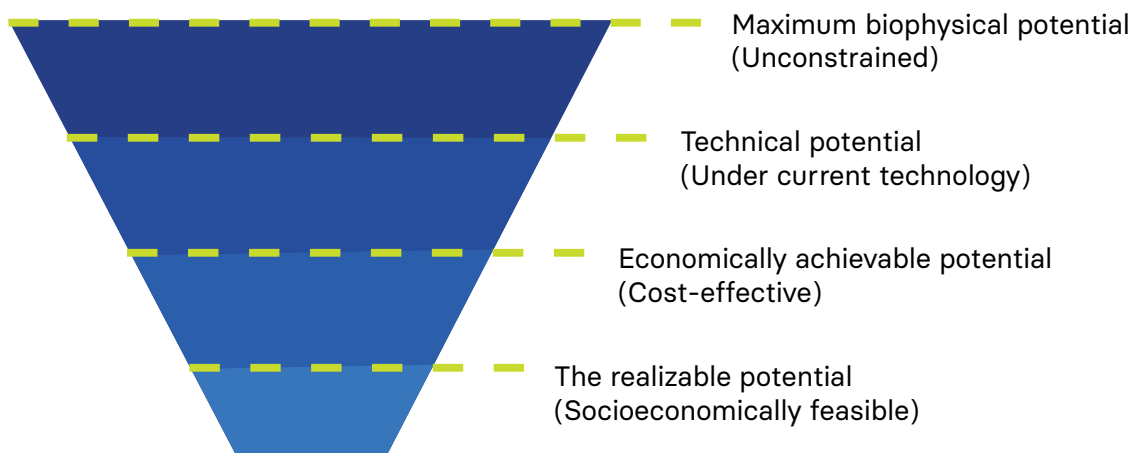 Maximum biophysical potential
(Unconstrained)
Technical potential
(Under current technology)
Economically achievable potential
(Cost-effective)
The realizable potential
(Socioeconomically feasible)